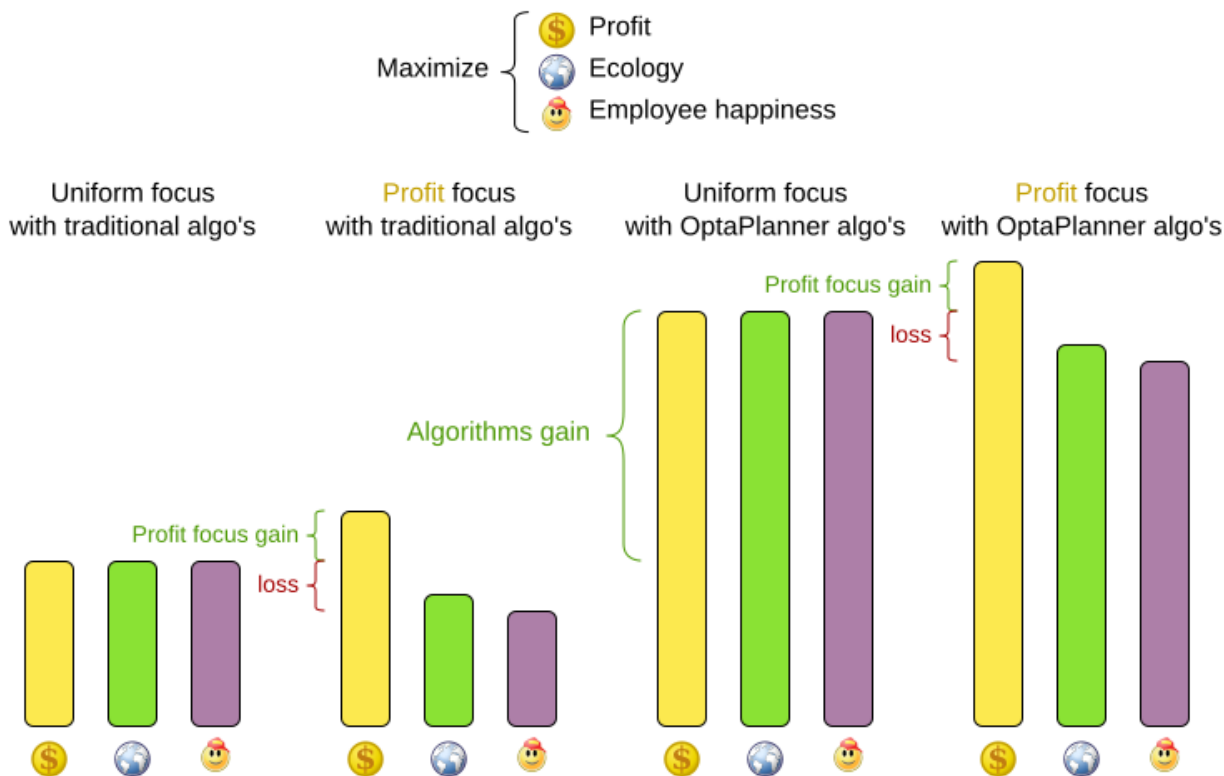 Maximize
Profit
Ecology
Employee happiness
Uniform focus
with traditional algo's
Profit focus
with traditional algo's
Uniform focus
with OptaPlanner algo's
Profit focus
with OptaPlanner algo's
Profit focus gain
loss
Algorithms gain
Profit focus gain
loss